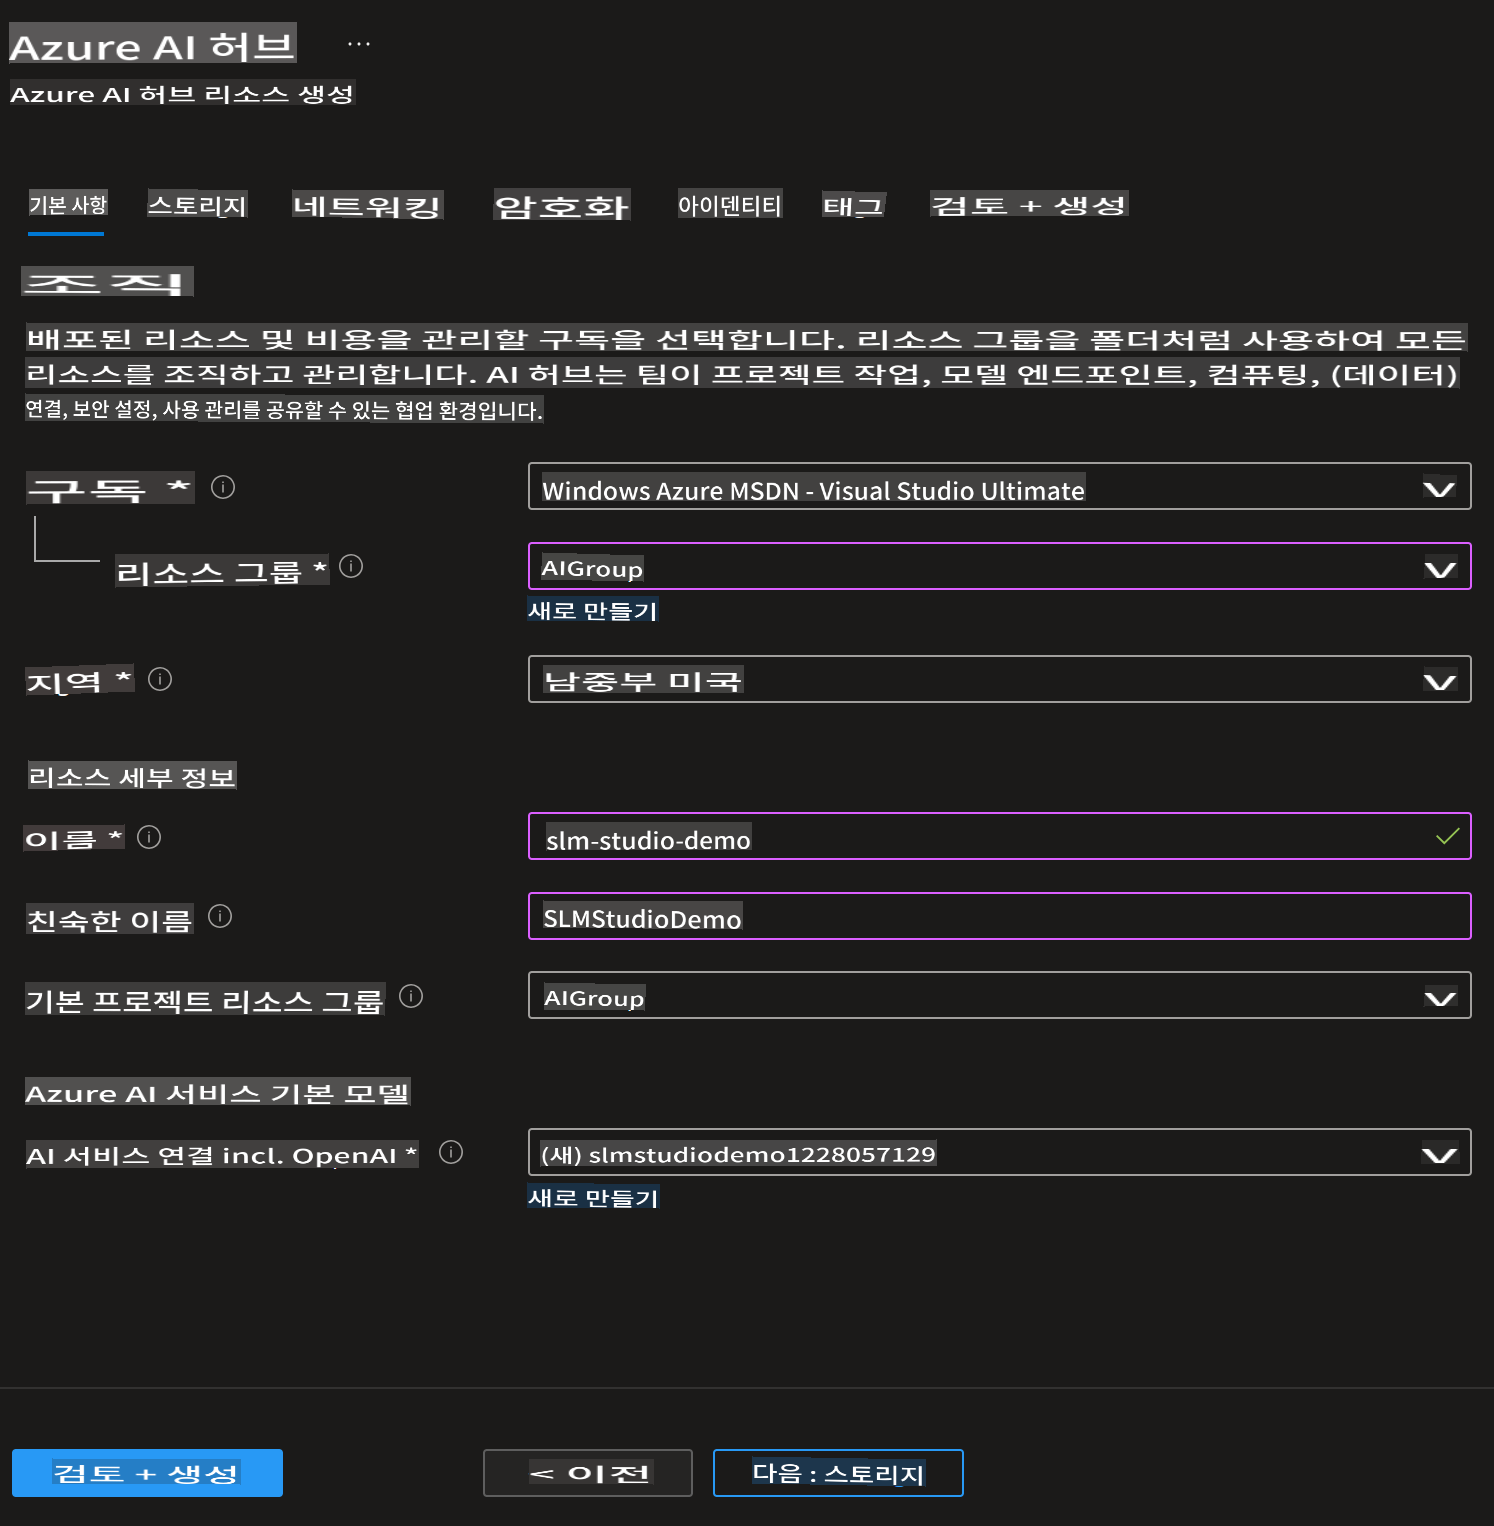 Azure AI 허브 ...
Azure AI 허브 리소스 생성
기본 사항 스토리지 네트워킹 암호화 아이덴티티 태그 검토 + 생성
조직
배포된 리소스 및 비용을 관리할 구독을 선택합니다. 리소스 그룹을 폴더처럼 사용하여 모든
리소스를 조직하고 관리합니다. AI 허브는 팀이 프로젝트 작업, 모델 엔드포인트, 컴퓨팅, (데이터)
연결, 보안 설정, 사용 관리를 공유할 수 있는 협업 환경입니다.
구독 * Windows Azure MSDN - Visual Studio Ultimate
리소스 그룹 * AIGroup
새로 만들기
지역 * 남중부 미국
리소스 세부 정보
이름 * slm-studio-demo
친숙한 이름 SLMStudioDemo
기본 프로젝트 리소스 그룹 AIGroup
Azure AI 서비스 기본 모델
AI 서비스 연결 incl. OpenAI * (새) slmstudiodemo1228057129
새로 만들기
검토 + 생성 < 이전 다음 : 스토리지